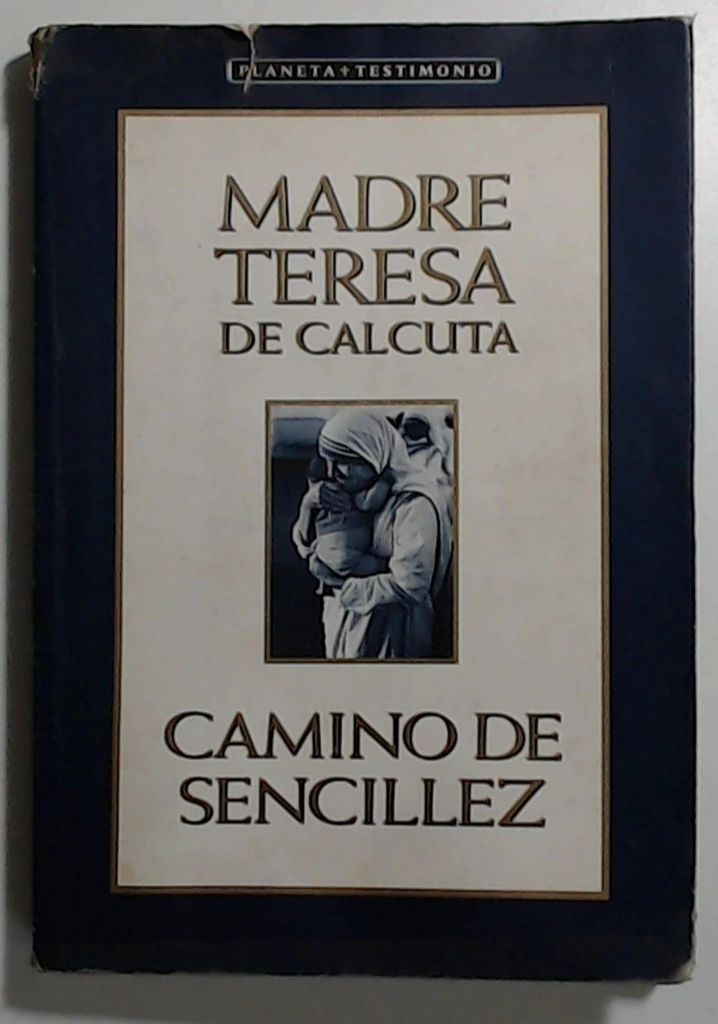 PLANETA+TESTIMONIO
MADRE
TERESA
DE CALCUTA
CAMINO DE
SENCILLEZ